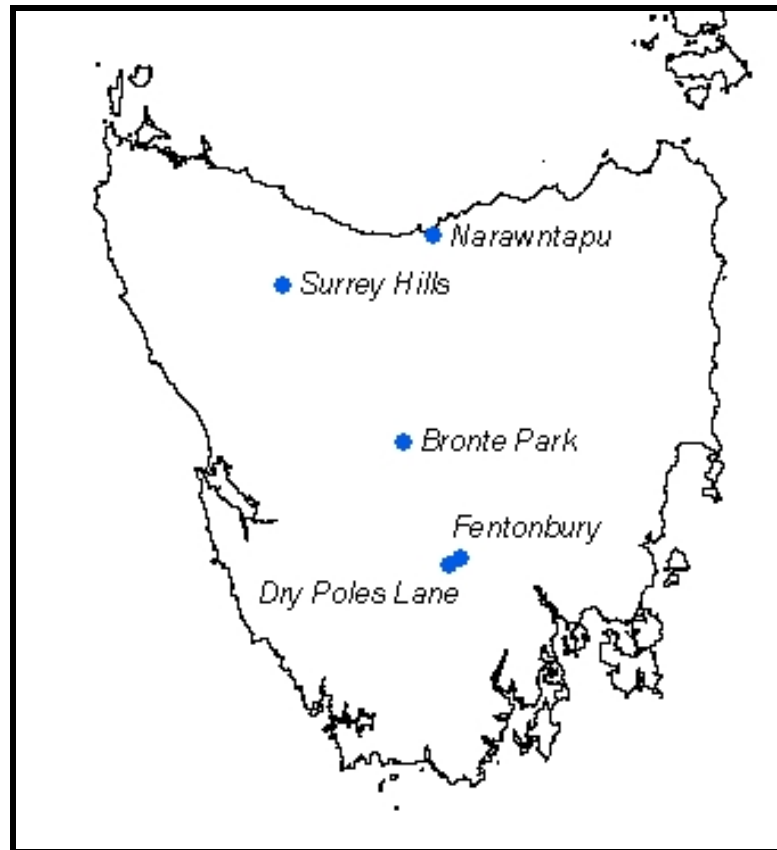 Narawntapu
Surrey Hills
Bronte Park
Fentonbury
Dry Poles Lane